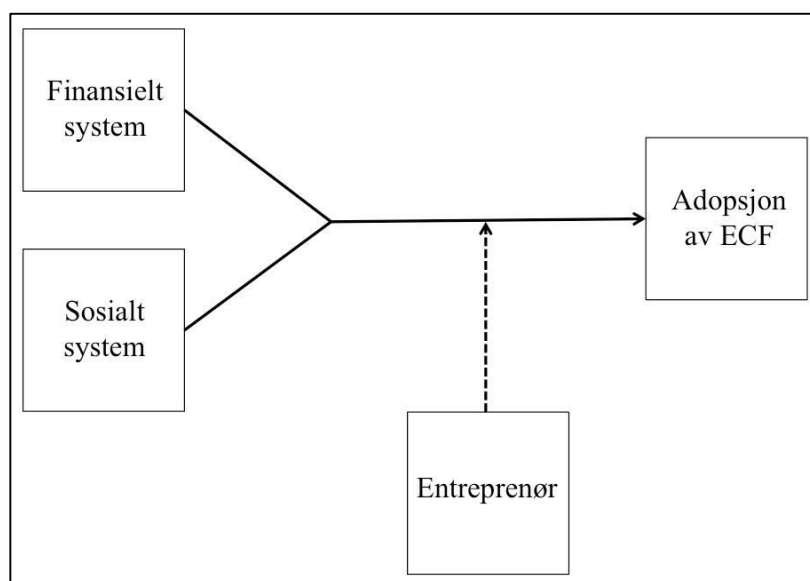 Finansielt
system
Sosialt
system
Adopsjon
av ECF
Entreprenør